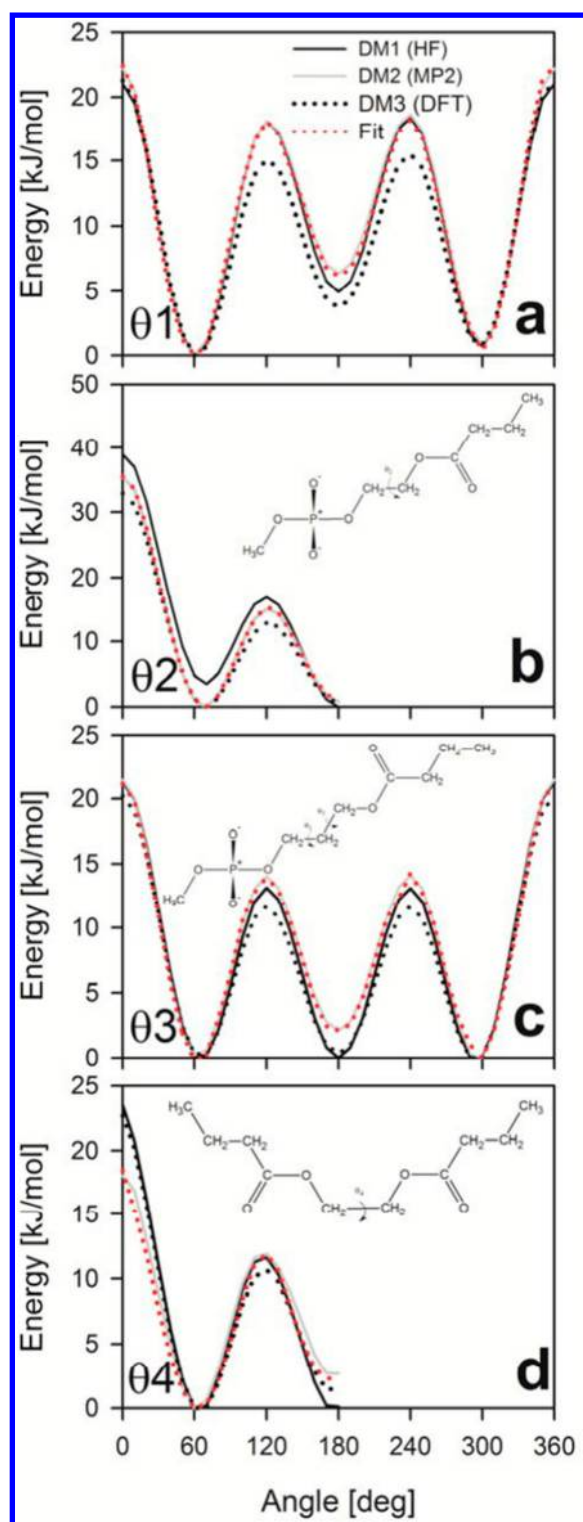 25
20
15
10
5
0
Energy [kJ/mol]
DM1 (HF)
DM2 (MP2)
DM3 (DFT)
Fit
θ1
a
50
40
30
20
10
0
Energy [kJ/mol]
CH₃
CH₂—CH₂
O—C
O
CH₂—CH₂
O⁻
O—P⁺—O
H₃C
O⁻
θ2
b
25
20
15
10
5
0
Energy [kJ/mol]
O
C
CH₂
O
CH₂
CH₂—CH₂
O⁻
O—P⁺—O
H₃C
O⁻
θ3
c
25
20
15
10
5
0
Energy [kJ/mol]
H₃C
CH₃
CH₂—CH₂
CH₂—CH₂
C—O
O—C
O
CH₂—CH₂
O
θ4
d
0 60 120 180 240 300 360
Angle [deg]